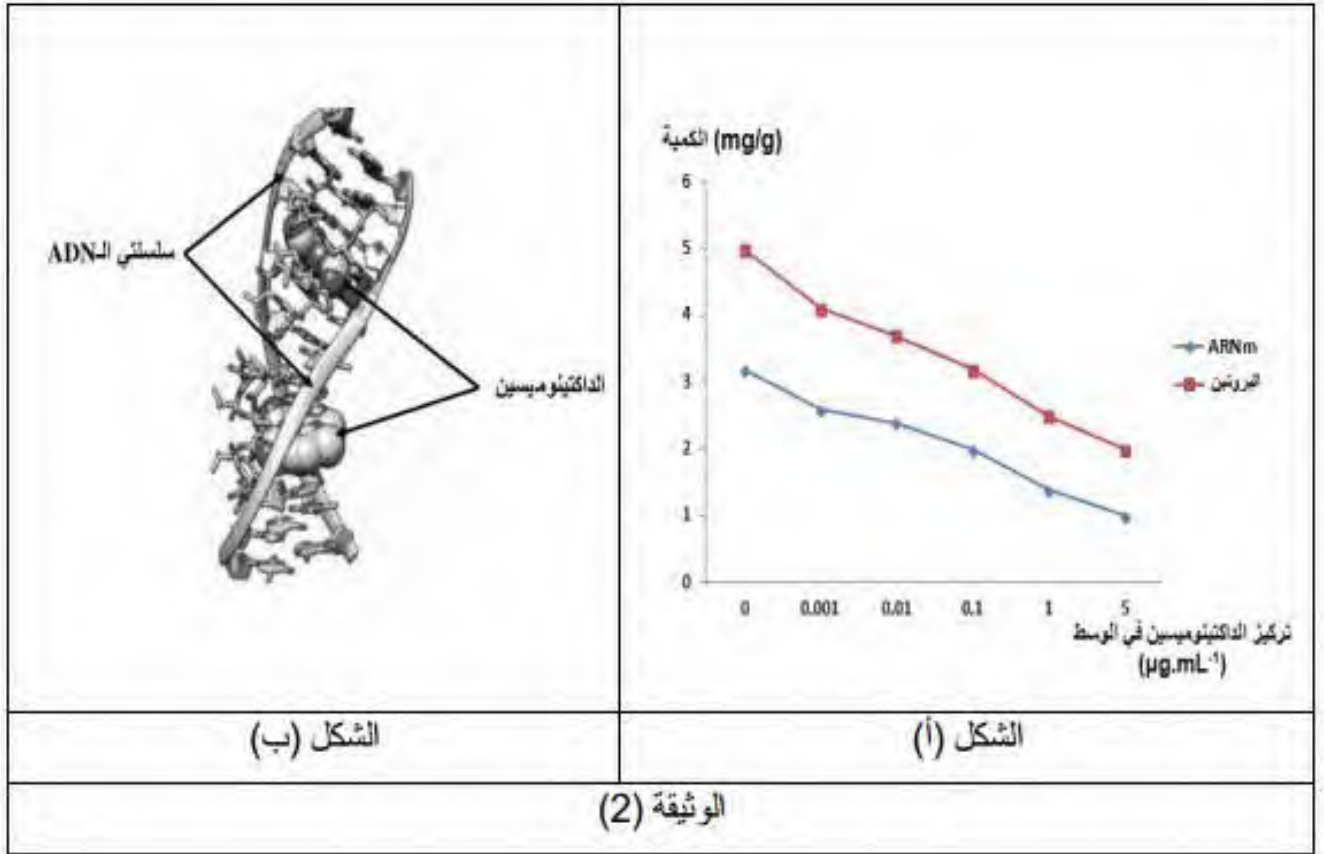 الكمية (mg/g)
6
5
4
3
2
1
0
0 0.001 0.01 0.1 1 5
تركيز الداكتينوميسين في الوسط
(µg.mL⁻¹)
ARNm
البروتين
الشكل (أ)
سلسلتي الـADN
الداكتينوميسين
الشكل (ب)
الوثيقة (2)